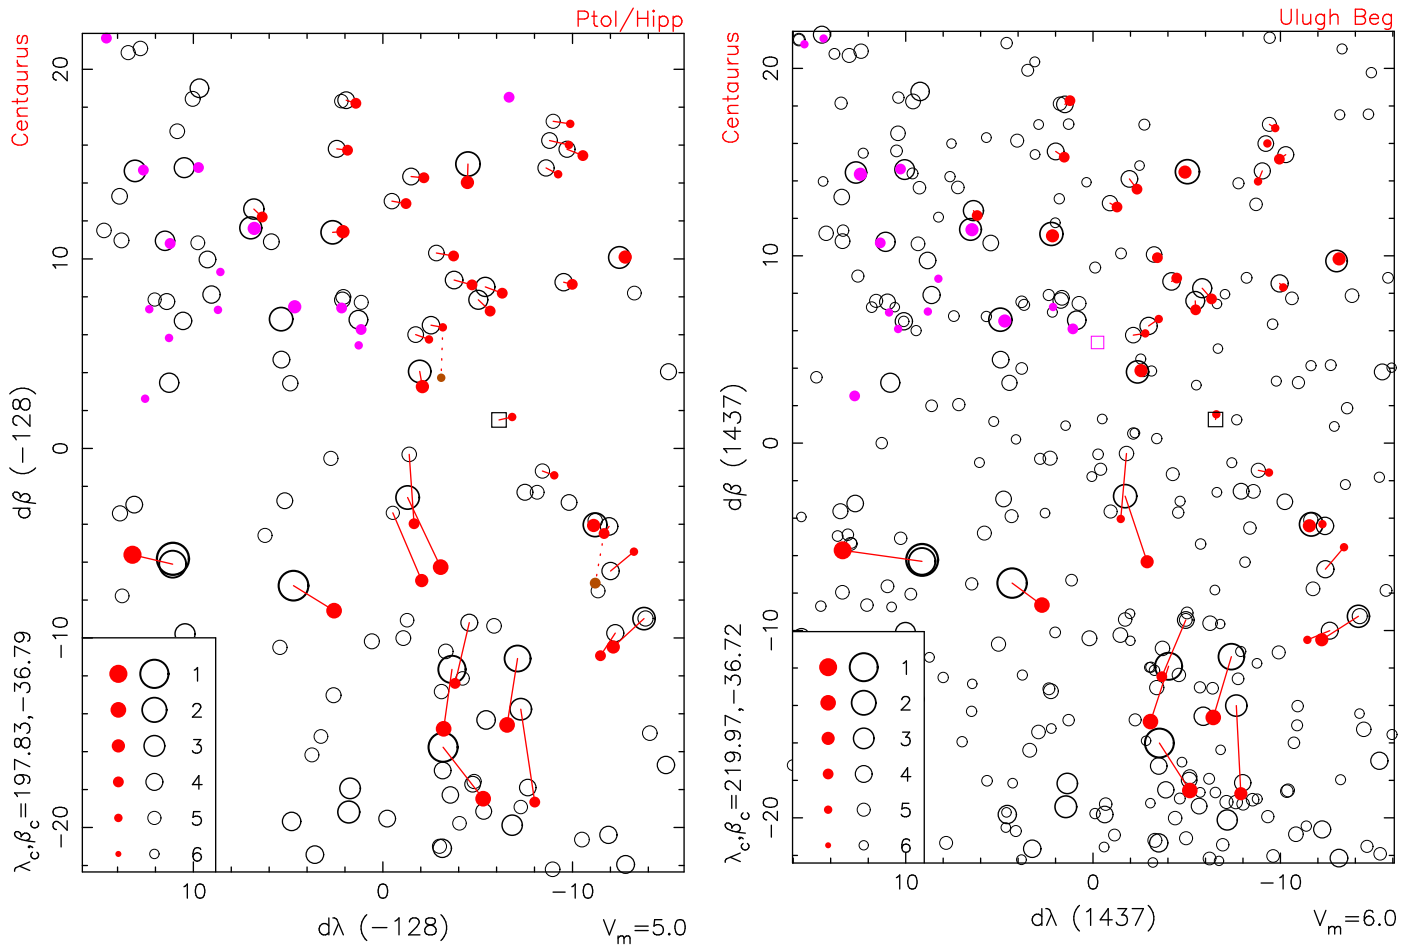 Ptol/Hipp
Centaurus
20
10
0
-10
-20
dβ (-128)
λc,βc=197.83,-36.79
1
2
3
4
5
6
10
0
-10
dλ (-128)
Vm=5.0
Ulugh Beg
Centaurus
20
10
0
-10
-20
dβ (1437)
λc,βc=219.97,-36.72
1
2
3
4
5
6
10
0
-10
dλ (1437)
Vm=6.0